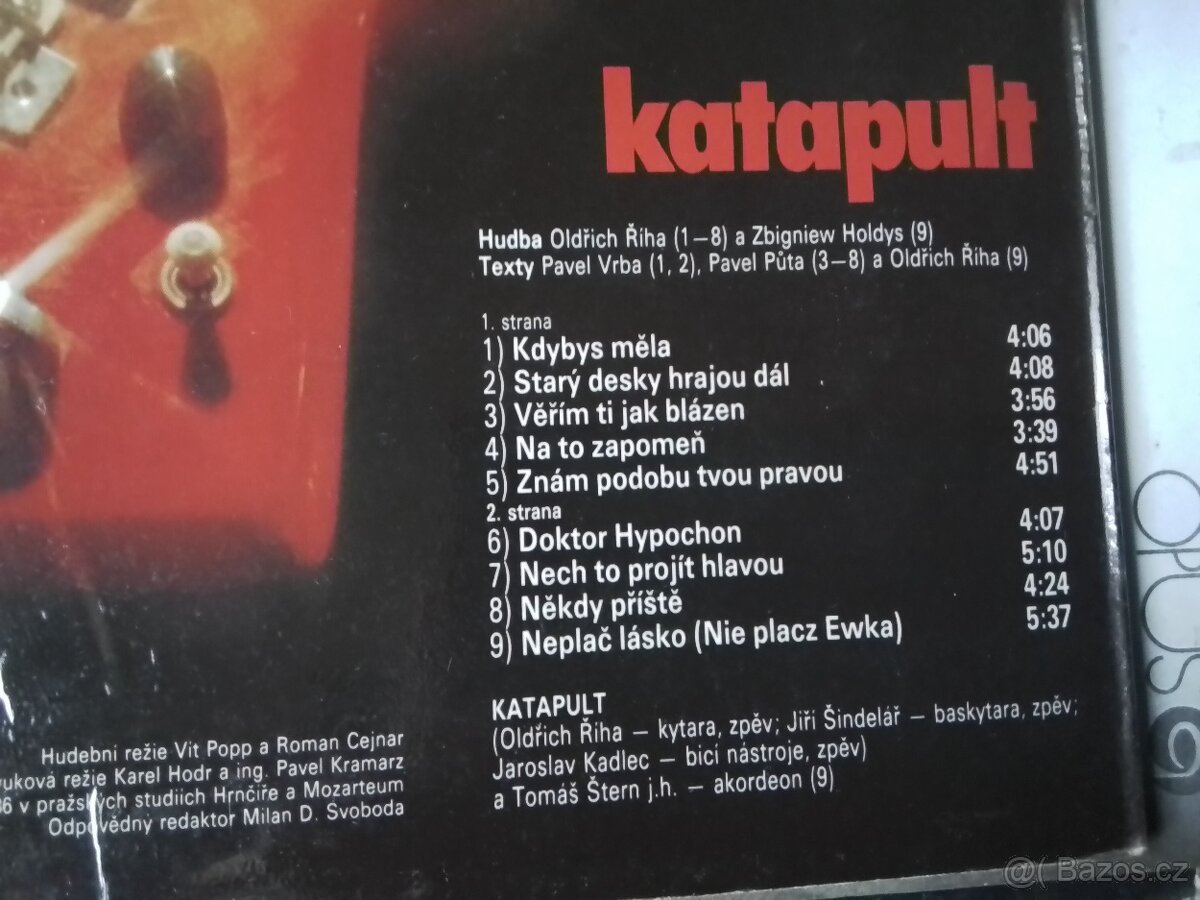 katapult
Hudba Oldřich Říha (1–8) a Zbigniew Holdys (9)
Texty Pavel Vrba (1, 2), Pavel Půta (3–8) a Oldřich Říha (9)
1. strana
1) Kdybys měla 4:06
2) Starý desky hrajou dál 4:08
3) Věřím ti jak blázen 3:56
4) Na to zapomeň 3:39
5) Znám podobu tvou pravou 4:51
2. strana
6) Doktor Hypochon 4:07
7) Nech to projít hlavou 5:10
8) Někdy příště 4:24
9) Neplač lásko (Nie placz Ewka) 5:37
KATAPULT
(Oldřich Říha – kytara, zpěv; Jiří Šindelář – baskytara, zpěv;
Jaroslav Kadlec – bicí nástroje, zpěv)
a Tomáš Štern j.h. – akordeon (9)
Hudební režie Vít Popp a Roman Cejnar
režie Karel Hodr a ing. Pavel Kramarz
v pražských studiích Hrnčíře a Mozarteum
Odpovědný redaktor Milan D. Svoboda
OPUS
@( Bazos.cz